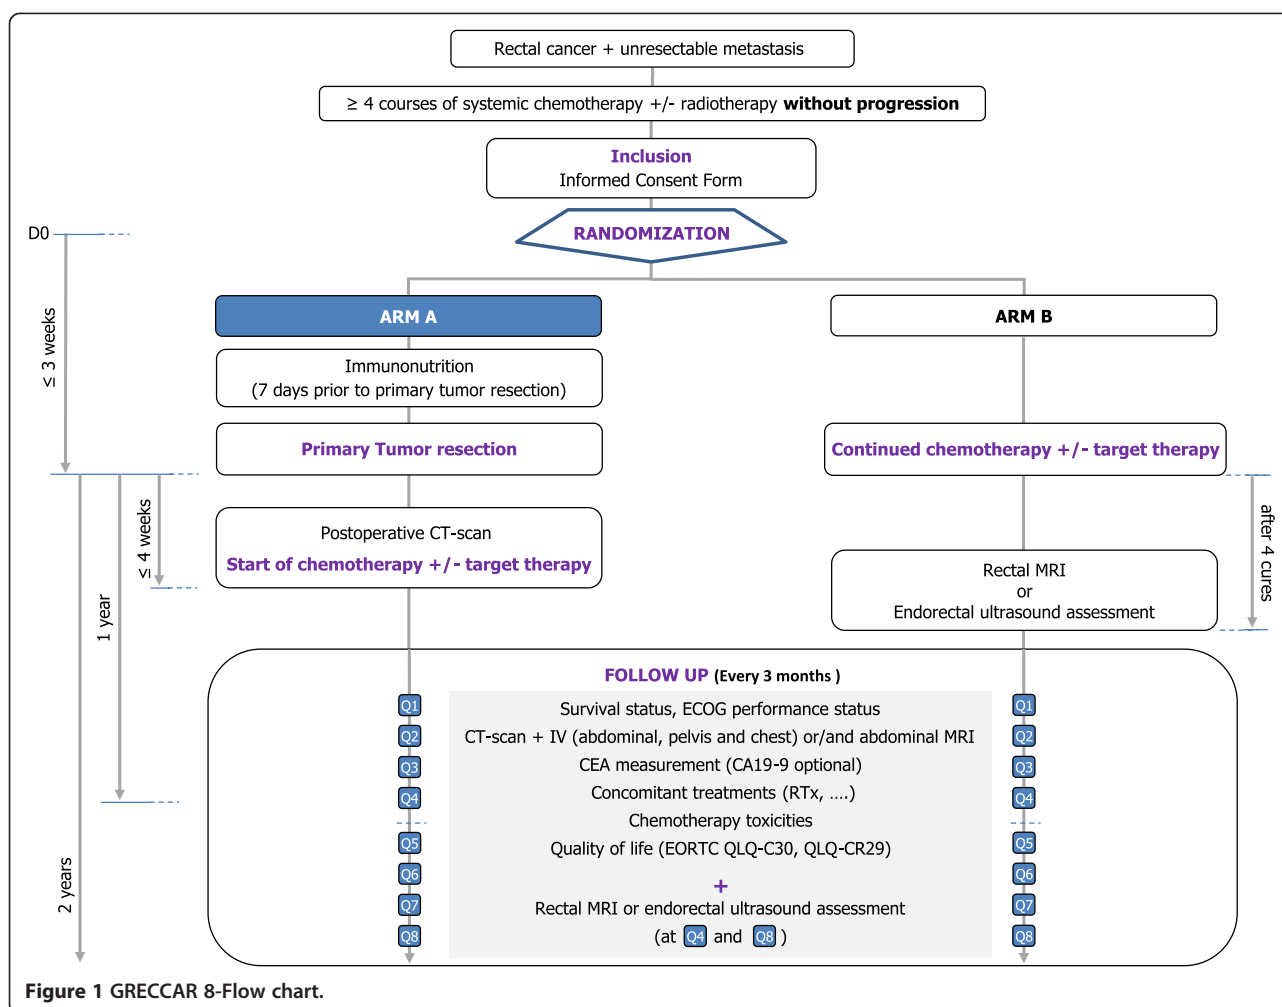 Rectal cancer + unresectable metastasis
≥ 4 courses of systemic chemotherapy +/- radiotherapy without progression
Inclusion
Informed Consent Form
RANDOMIZATION
D0
≤ 3 weeks
ARM A
ARM B
Immunonutrition
(7 days prior to primary tumor resection)
Primary Tumor resection
Continued chemotherapy +/- target therapy
≤ 4 weeks
1 year
2 years
after 4 cures
Postoperative CT-scan
Start of chemotherapy +/- target therapy
Rectal MRI
or
Endorectal ultrasound assessment
FOLLOW UP (Every 3 months )
Q1 Survival status, ECOG performance status Q1
Q2 CT-scan + IV (abdominal, pelvis and chest) or/and abdominal MRI Q2
Q3 CEA measurement (CA19-9 optional) Q3
Q4 Concomitant treatments (RTx, ....) Q4
Chemotherapy toxicities
Q5 Quality of life (EORTC QLQ-C30, QLQ-CR29) Q5
Q6 + Q6
Q7 Rectal MRI or endorectal ultrasound assessment Q7
Q8 (at Q4 and Q8 ) Q8
Figure 1 GRECCAR 8-Flow chart.